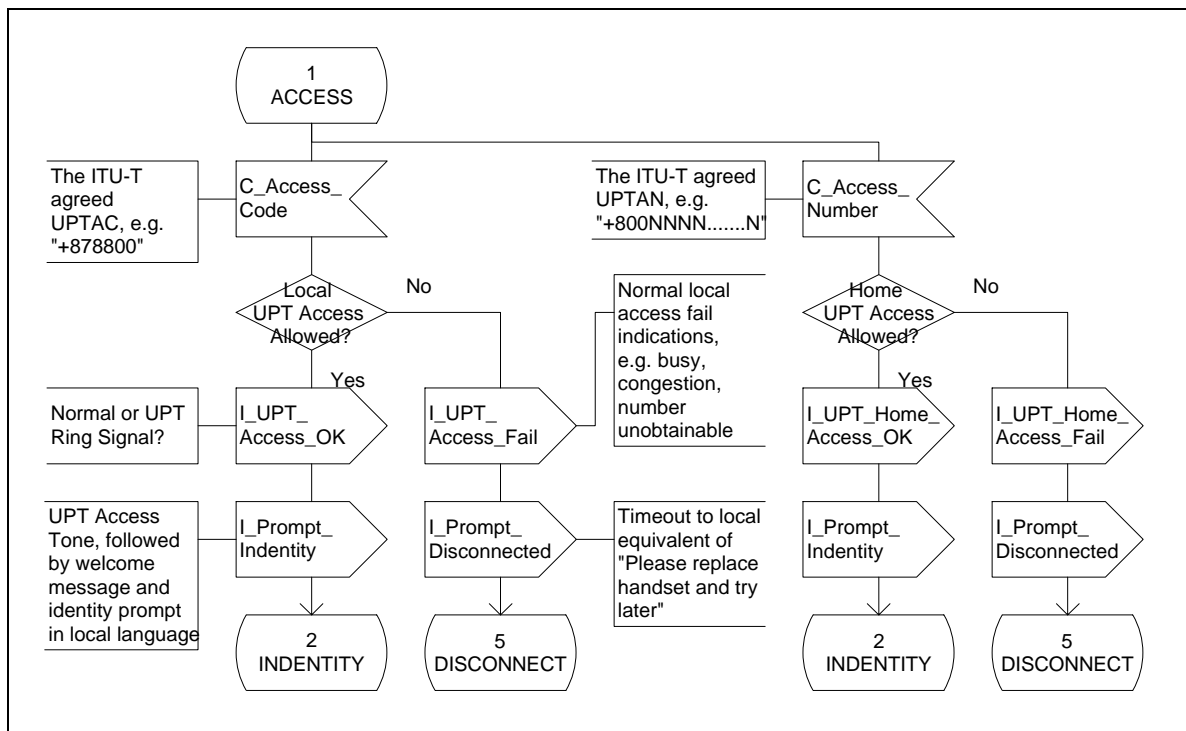 1
ACCESS
The ITU-T
agreed
UPTAC, e.g.
"+878800"
C_Access_
Code
The ITU-T agreed
UPTAN, e.g.
"+800NNNN.......N"
C_Access_
Number
Local
UPT Access
Allowed?
No
Yes
Normal local
access fail
indications,
e.g. busy,
congestion,
number
unobtainable
Home
UPT Access
Allowed?
No
Yes
Normal or UPT
Ring Signal?
I_UPT_
Access_OK
I_UPT_
Access_Fail
I_UPT_Home_
Access_OK
I_UPT_Home_
Access_Fail
UPT Access
Tone, followed
by welcome
message and
identity prompt
in local language
I_Prompt_
Indentity
I_Prompt_
Disconnected
Timeout to local
equivalent of
"Please replace
handset and try
later"
I_Prompt_
Indentity
I_Prompt_
Disconnected
2
INDENTITY
5
DISCONNECT
2
INDENTITY
5
DISCONNECT